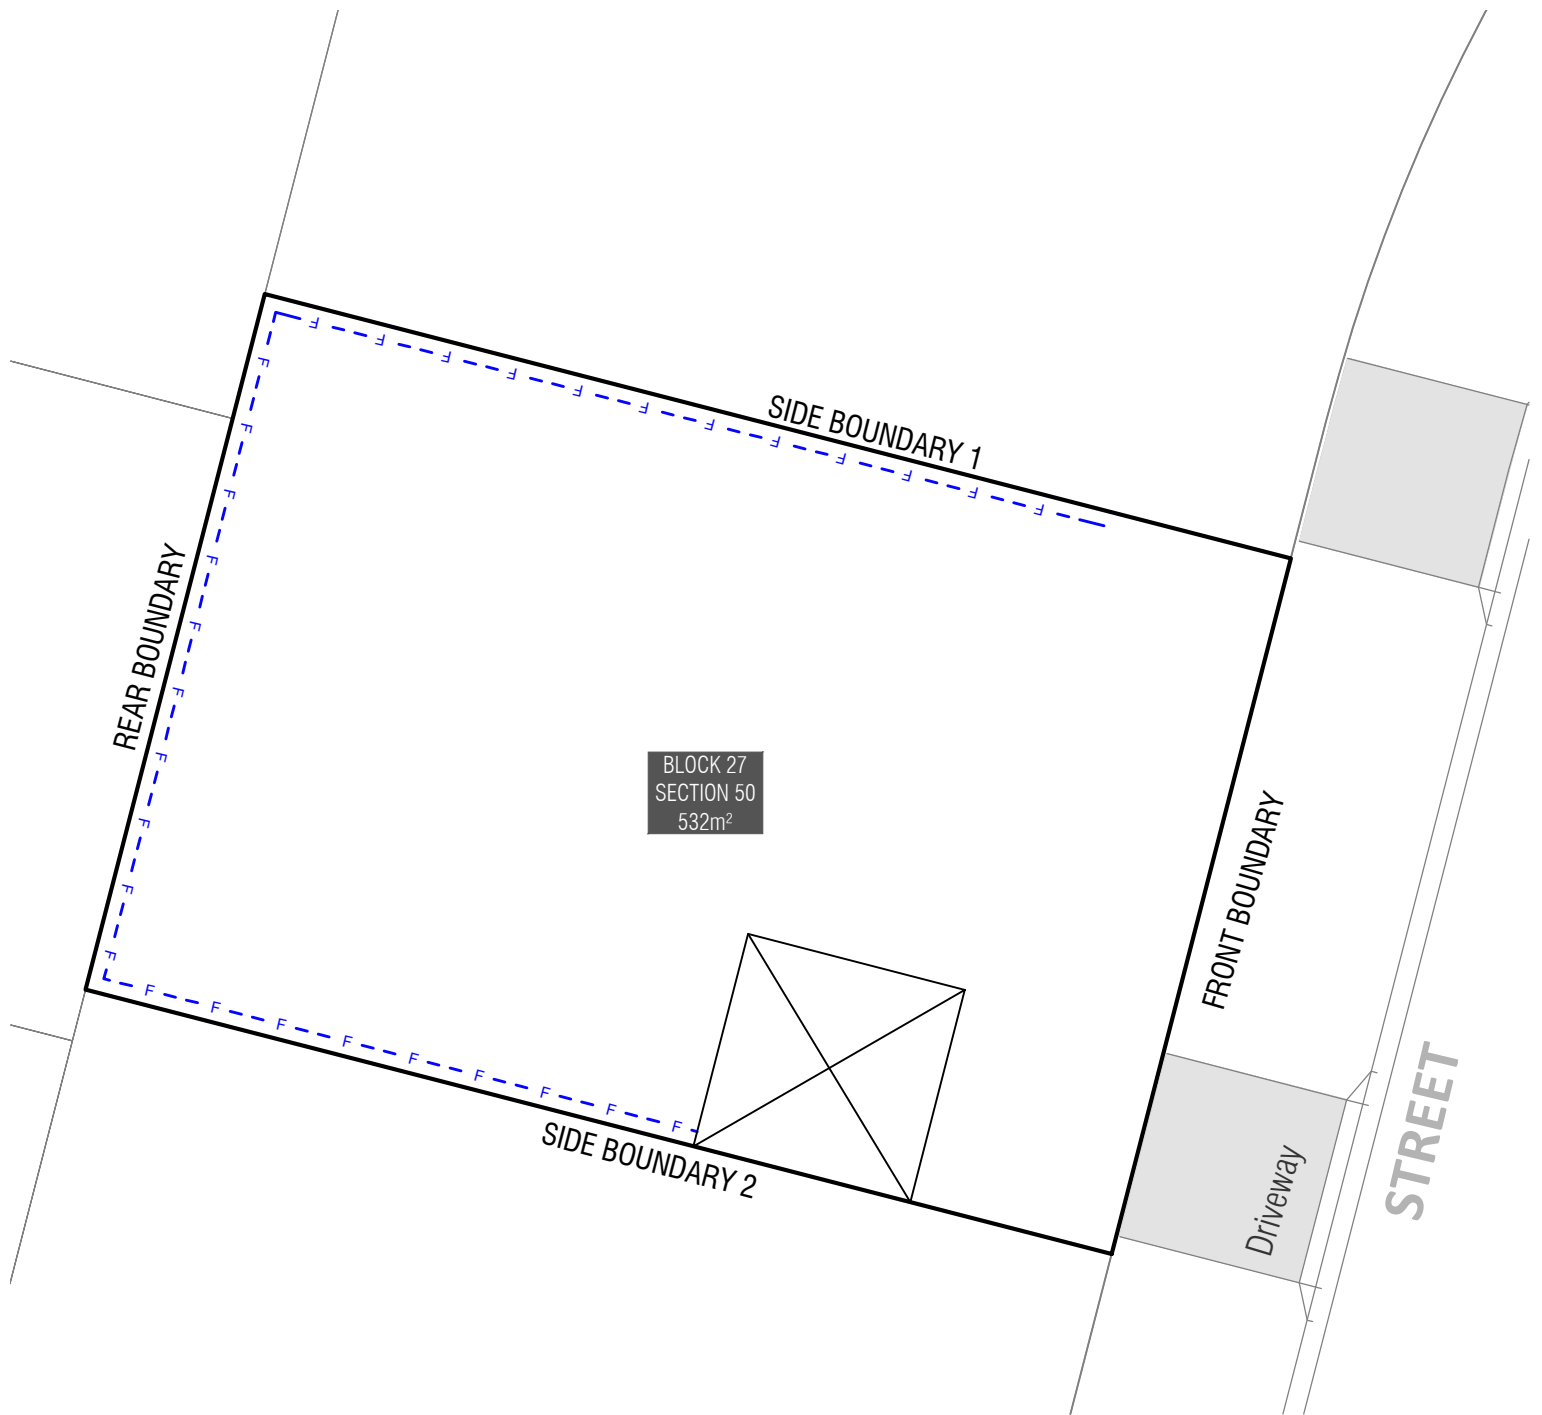 SIDE BOUNDARY 1
F F F F F F F F F F F F
F F F F F F F F F F
REAR BOUNDARY
BLOCK 27
SECTION 50
532m²
FRONT BOUNDARY
F F F F F F F F F
SIDE BOUNDARY 2
Driveway
STREET